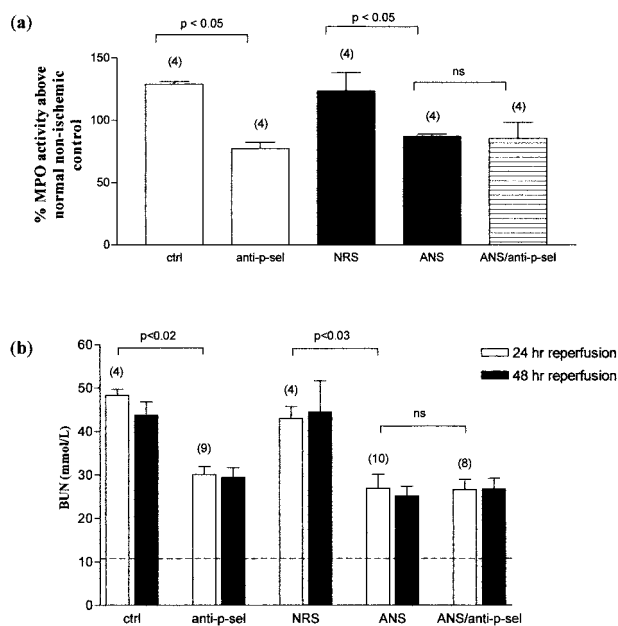 (a)
p < 0.05
p < 0.05
(4)
(4)
(4)
(4)
(4)
ns
% MPO activity above
normal non-ischemic
control
150
100
50
0
ctrl
anti-p-sel
NRS
ANS
ANS/anti-p-sel
(b)
p<0.02
p<0.03
24 hr reperfusion
48 hr reperfusion
(4)
(9)
(4)
(10)
(8)
ns
BUN (mmol/L)
60
50
40
30
20
10
0
ctrl
anti-p-sel
NRS
ANS
ANS/anti-p-sel